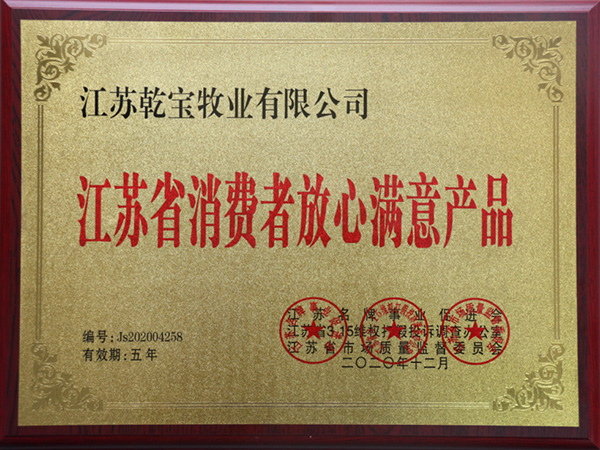 江苏乾宝牧业有限公司
江苏省消费者放心满意产品
编号:Js202004258
有效期:五年
江苏名牌事业促进会
江苏省3.15维权打假投诉调查办公室
江苏省市场质量监督委员会
二〇二〇年十二月